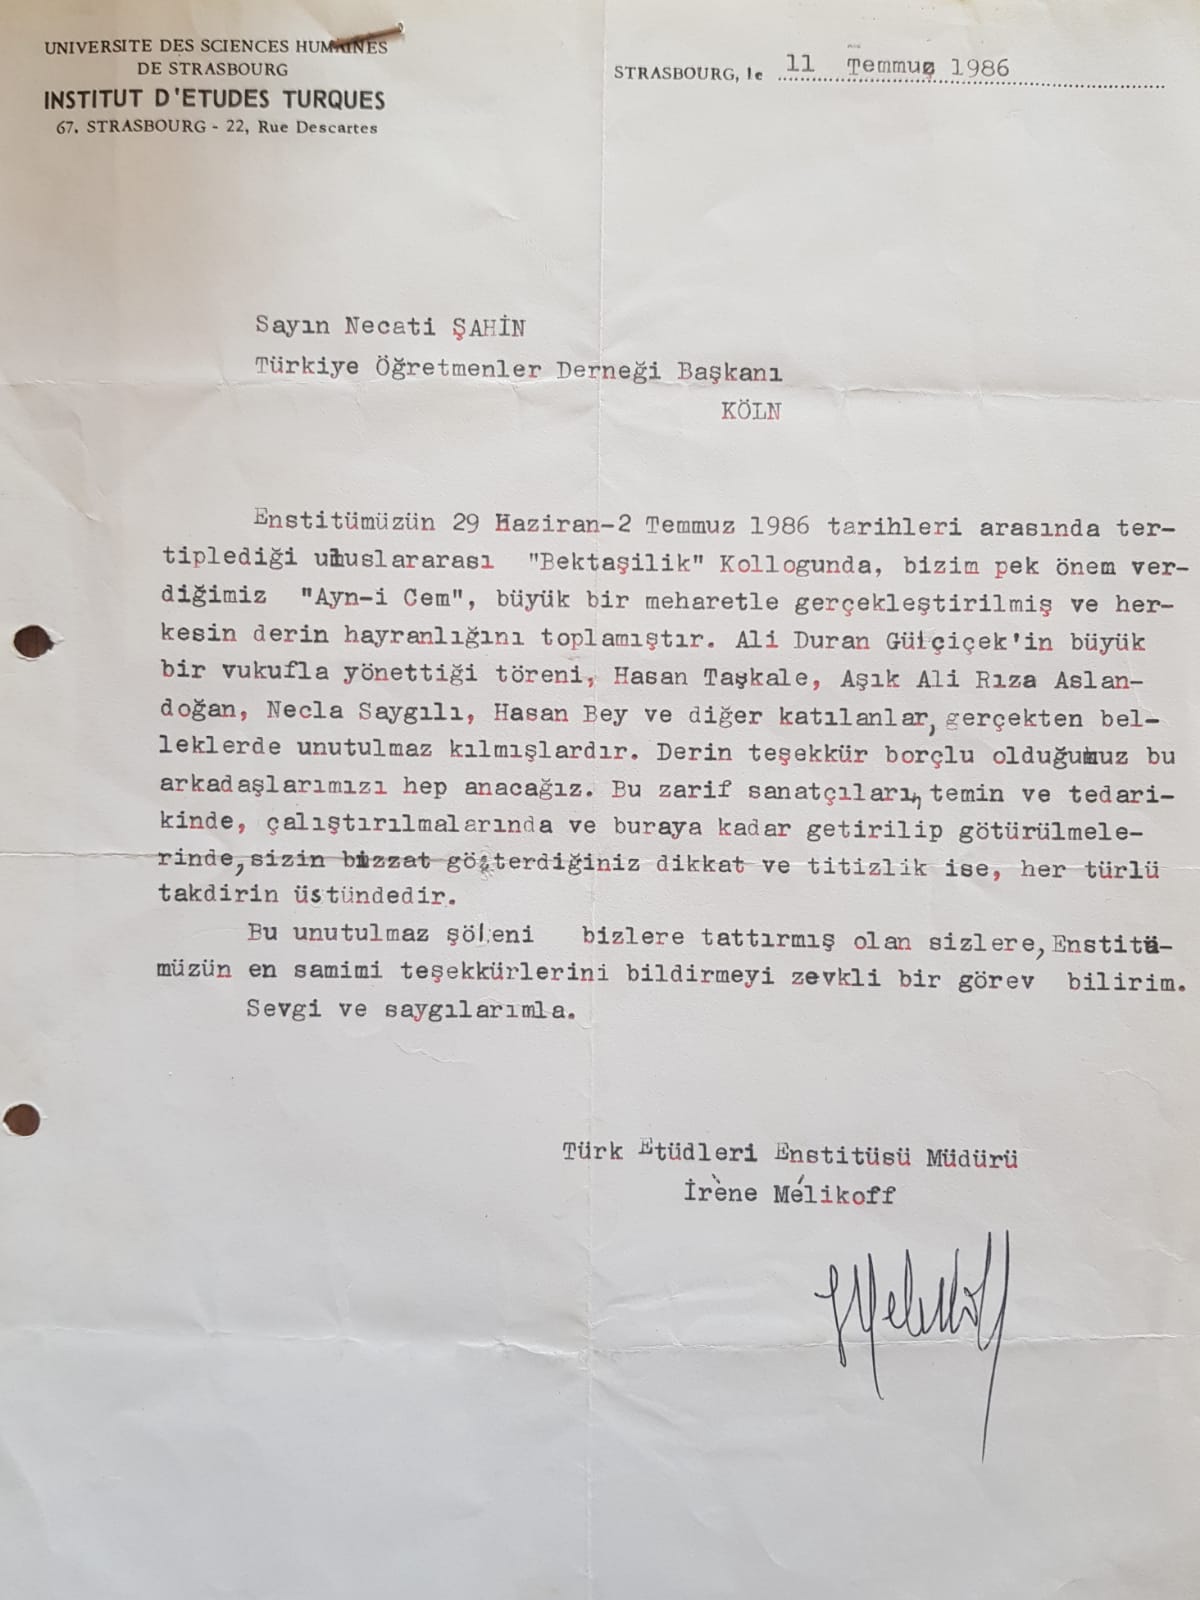 UNIVERSITE DES SCIENCES HUMAINES
DE STRASBOURG
INSTITUT D'ETUDES TURQUES
67. STRASBOURG - 22, Rue Descartes
STRASBOURG, le 11 Temmuz 1986
Sayın Necati ŞAHİN
Türkiye Öğretmenler Derneği Başkanı
KÖLN
Enstitümüzün 29 Haziran-2 Temmuz 1986 tarihleri arasında ter-
tiplediği uluslararası "Bektaşilik" Kollogunda, bizim pek önem ver-
diğimiz "Ayn-i Cem", büyük bir meharetle gerçekleştirilmiş ve her-
kesin derin hayranlığını toplamıştır. Ali Duran Gülçiçek'in büyük
bir vukufla yönettiği töreni, Hasan Taşkale, Aşık Ali Rıza Aslan-
doğan, Necla Saygılı, Hasan Bey ve diğer katılanlar, gerçekten bel-
leklerde unutulmaz kılmışlardır. Derin teşekkür borçlu olduğumuz bu
arkadaşlarımızı hep anacağız. Bu zarif sanatçıların temin ve tedari-
kinde, çalıştırılmalarında ve buraya kadar getirilip götürülmele-
rinde, sizin bizzat gösterdiğiniz dikkat ve titizlik ise, her türlü
takdirin üstündedir.
Bu unutulmaz şöleni bizlere tattırmış olan sizlere, Enstitü-
müzün en samimi teşekkürlerini bildirmeyi zevkli bir görev bilirim.
Sevgi ve saygılarımla.
Türk Etüdleri Enstitüsü Müdürü
İrène Mélikoff